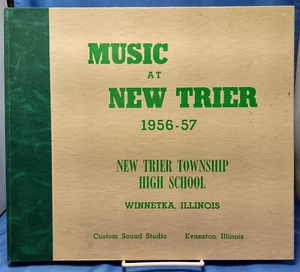 MUSIC
AT
NEW TRIER
1956-57
NEW TRIER TOWNSHIP
HIGH SCHOOL
WINNETKA, ILLINOIS
Custom Sound Studio Evanston, Illinois